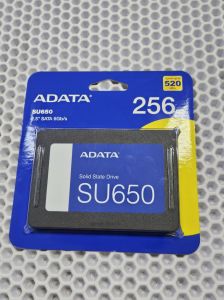 ADATA
SU650
2.5" SATA 6Gb/s
520
256
ADATA
Solid State Drive
SU650